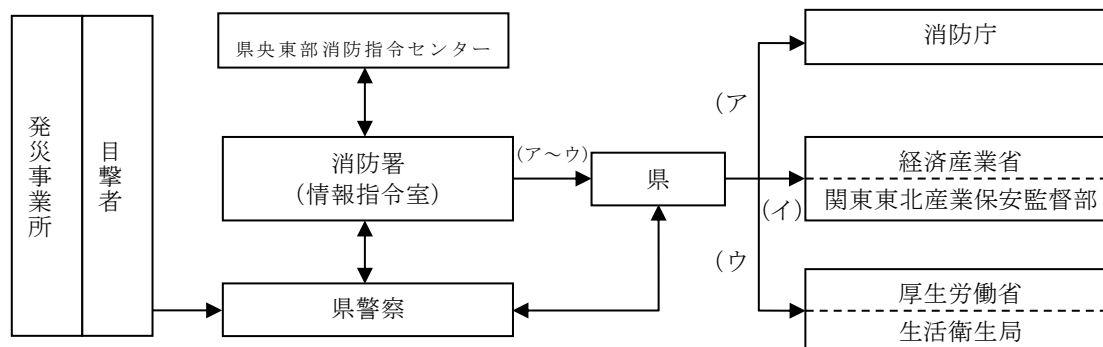 発災事業所
目撃者
県央東部消防指令センター
消防署
(情報指令室)
県警察
(ア～ウ)
県
(ア
(イ)
(ウ
消防庁
経済産業省
関東東北産業保安監督部
厚生労働省
生活衛生局